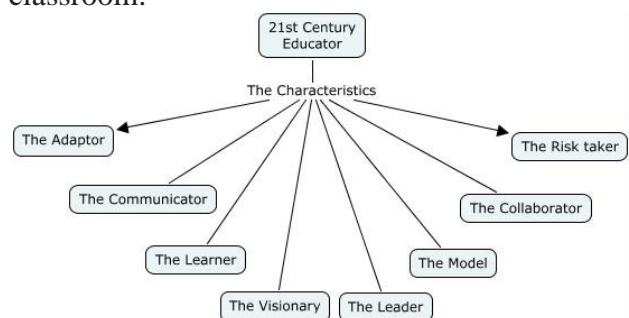 classroom.
21st Century
Educator
The Characteristics
The Adaptor
The Risk taker
The Communicator
The Collaborator
The Learner
The Model
The Visionary
The Leader